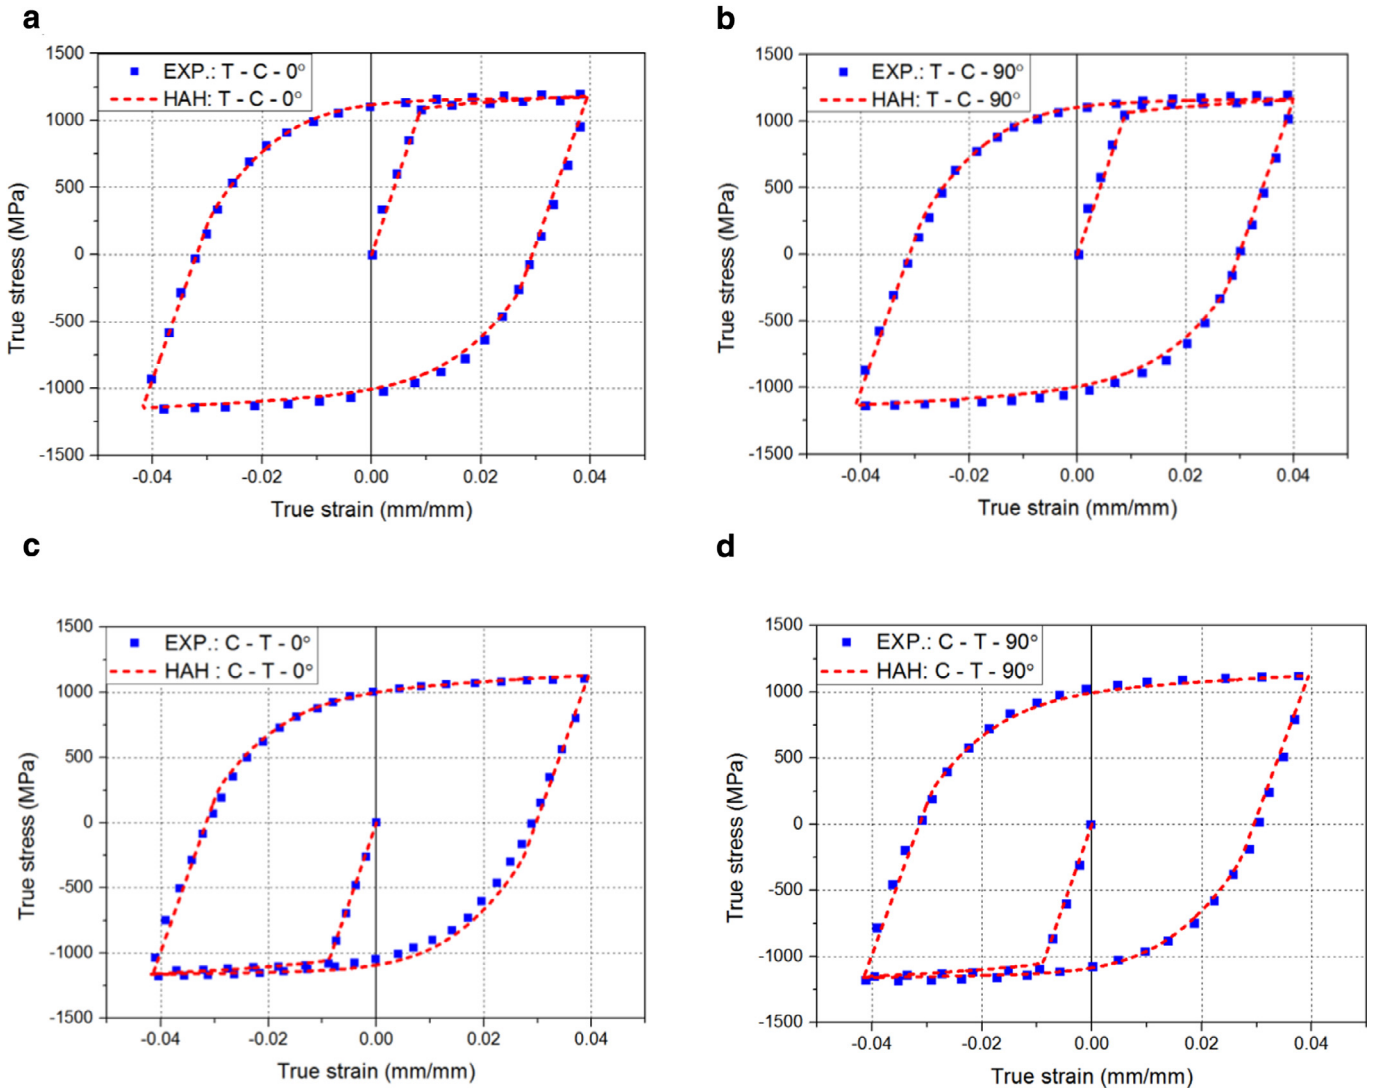 a
1500
1000
500
0
-500
-1000
-1500
EXP.: T - C - 0°
HAH: T - C - 0°
-0.04 -0.02 0.00 0.02 0.04
True strain (mm/mm)
True stress (MPa)
b
1500
1000
500
0
-500
-1000
-1500
EXP.: T - C - 90°
HAH: T - C - 90°
-0.04 -0.02 0.00 0.02 0.04
True strain (mm/mm)
True stress (MPa)
c
1500
1000
500
0
-500
-1000
-1500
EXP.: C - T - 0°
HAH : C - T - 0°
-0.04 -0.02 0.00 0.02 0.04
True strain (mm/mm)
True stress (MPa)
d
1500
1000
500
0
-500
-1000
-1500
EXP.: C - T - 90°
HAH: C - T - 90°
-0.04 -0.02 0.00 0.02 0.04
True strain (mm/mm)
True stress (MPa)